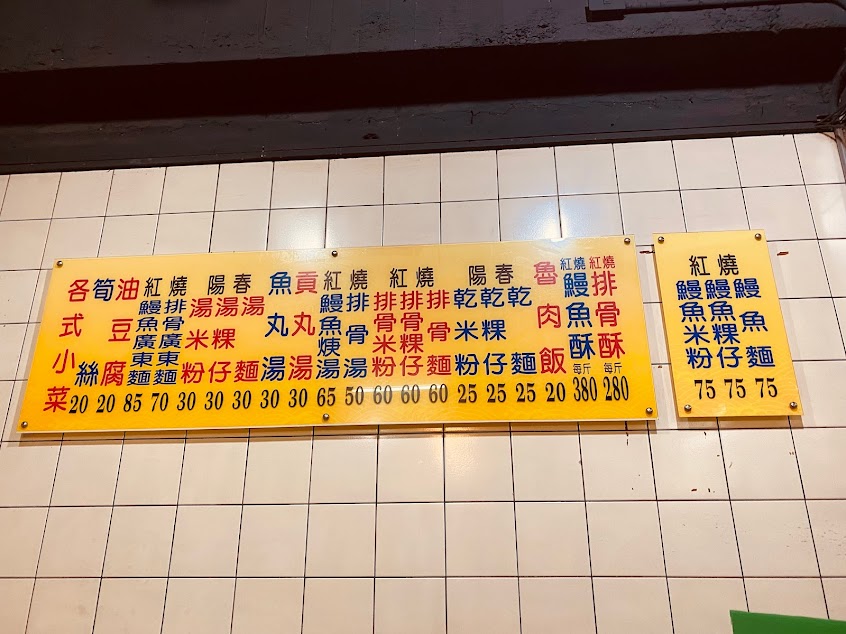 各式小菜
筍絲 20
油豆腐 20
紅燒
鰻魚廣東麵 85
排骨廣東麵 70
陽春
湯米粉 30
湯粿仔 30
湯麵 30
魚丸湯 30
貢丸湯 30
紅燒
鰻魚焿湯 65
排骨湯 50
紅燒
排骨米粉 60
排骨粿仔 60
排骨麵 60
陽春
乾米粉 25
乾粿仔 25
乾麵 25
魯肉飯 20
紅燒鰻魚酥 每斤 380
紅燒排骨酥 每斤 280
紅燒
鰻魚米粉 75
鰻魚粿仔 75
鰻魚麵 75